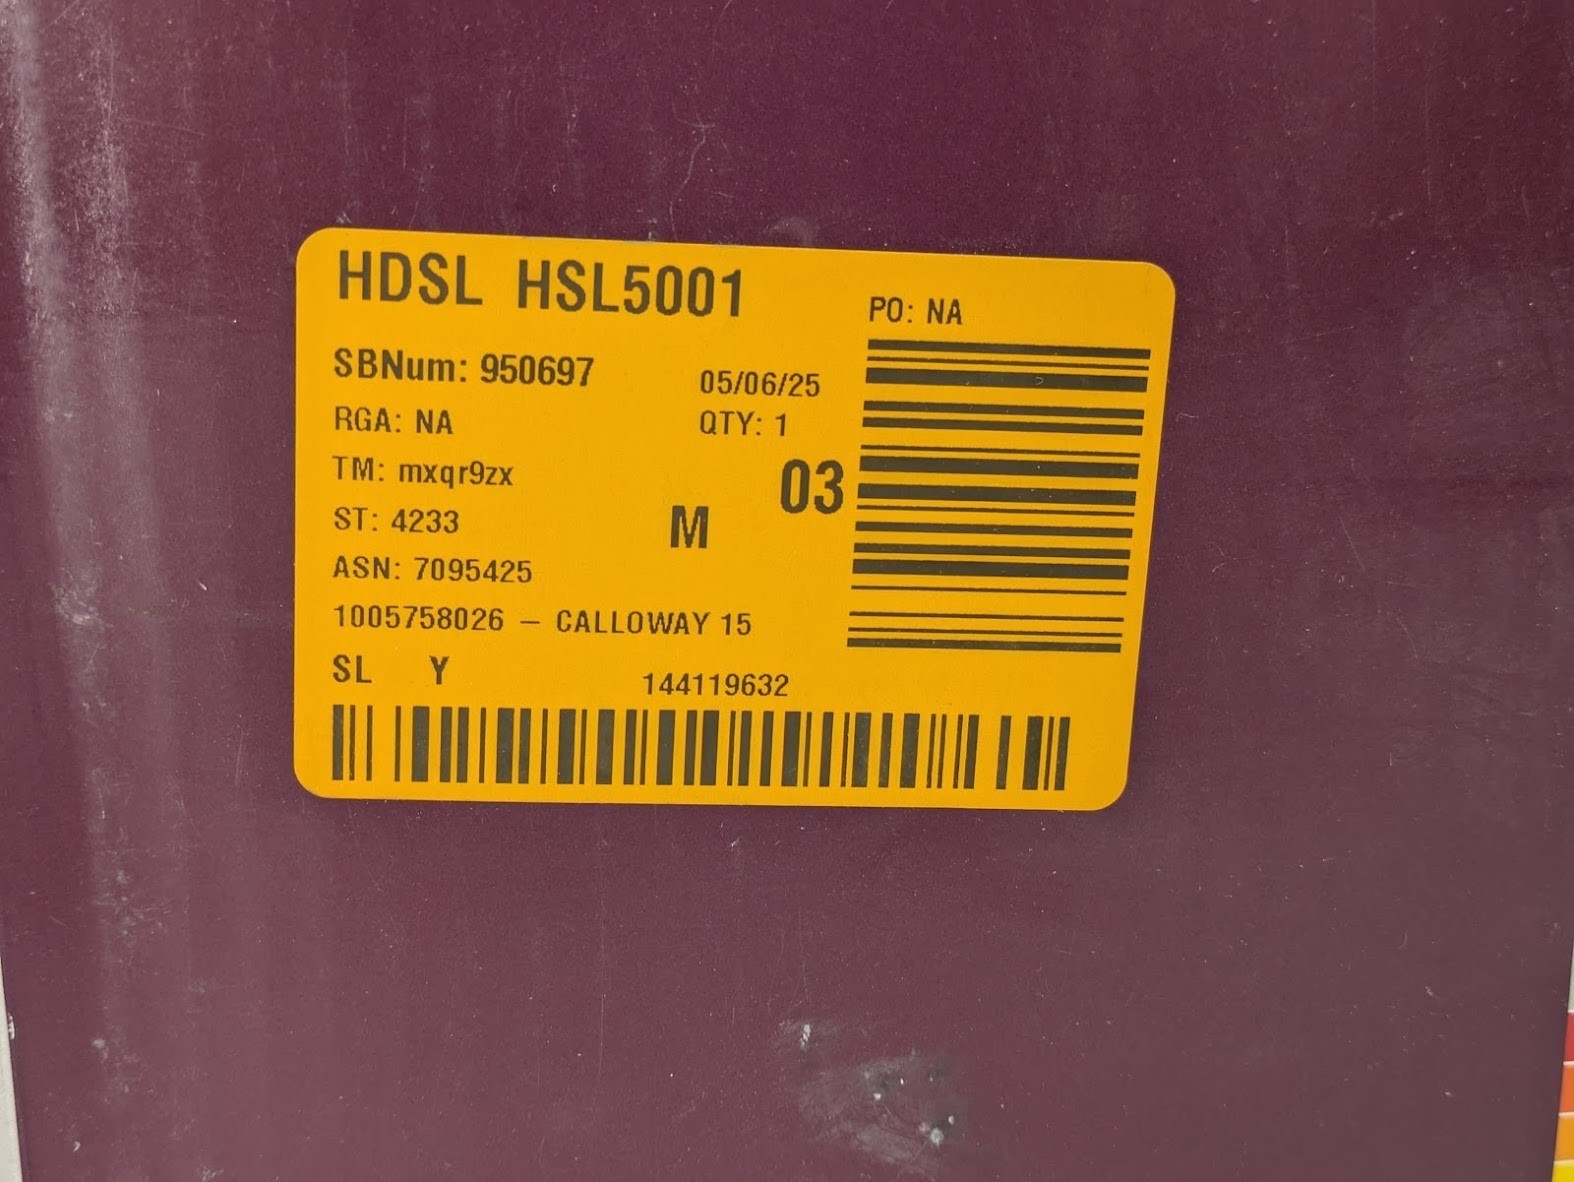 HDSL HSL5001
PO: NA
SBNum: 950697
05/06/25
RGA: NA
QTY: 1
TM: mxqr9zx
03
ST: 4233
M
ASN: 7095425
1005758026 – CALLOWAY 15
SL Y
144119632